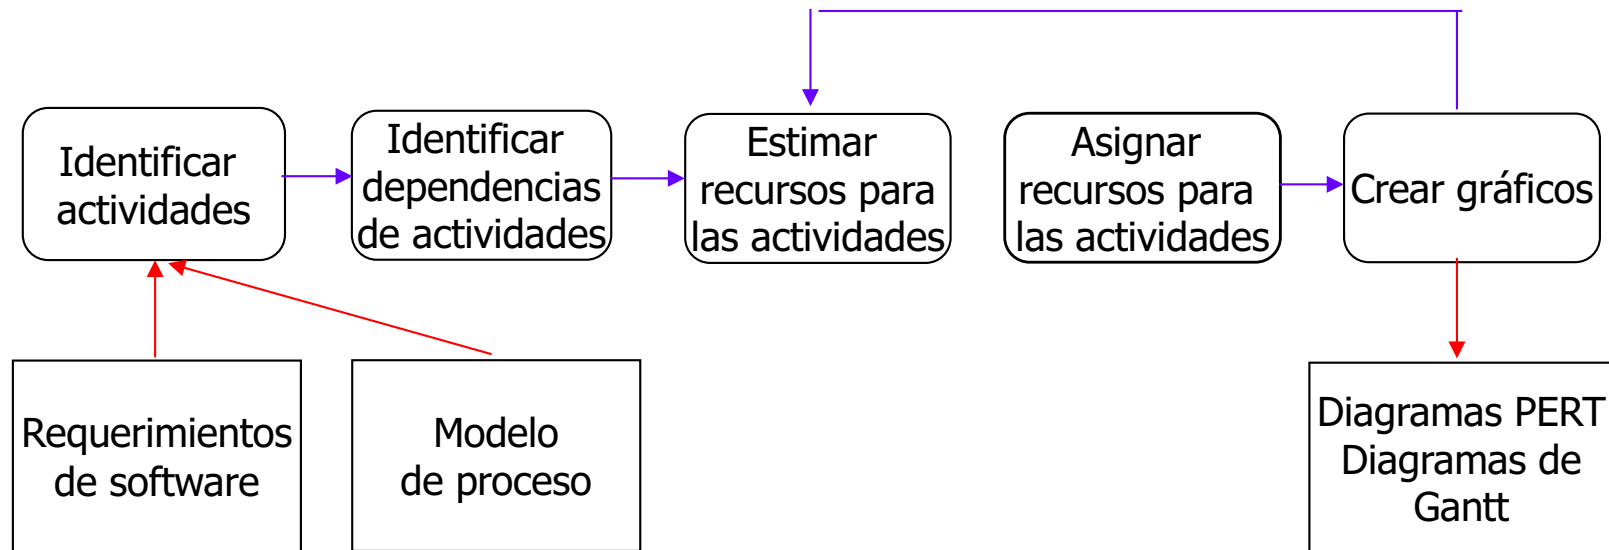 Identificar
actividades
Identificar
dependencias
de actividades
Estimar
recursos para
las actividades
Asignar
recursos para
las actividades
Crear gráficos
Requerimientos
de software
Modelo
de proceso
Diagramas PERT
Diagramas de
Gantt